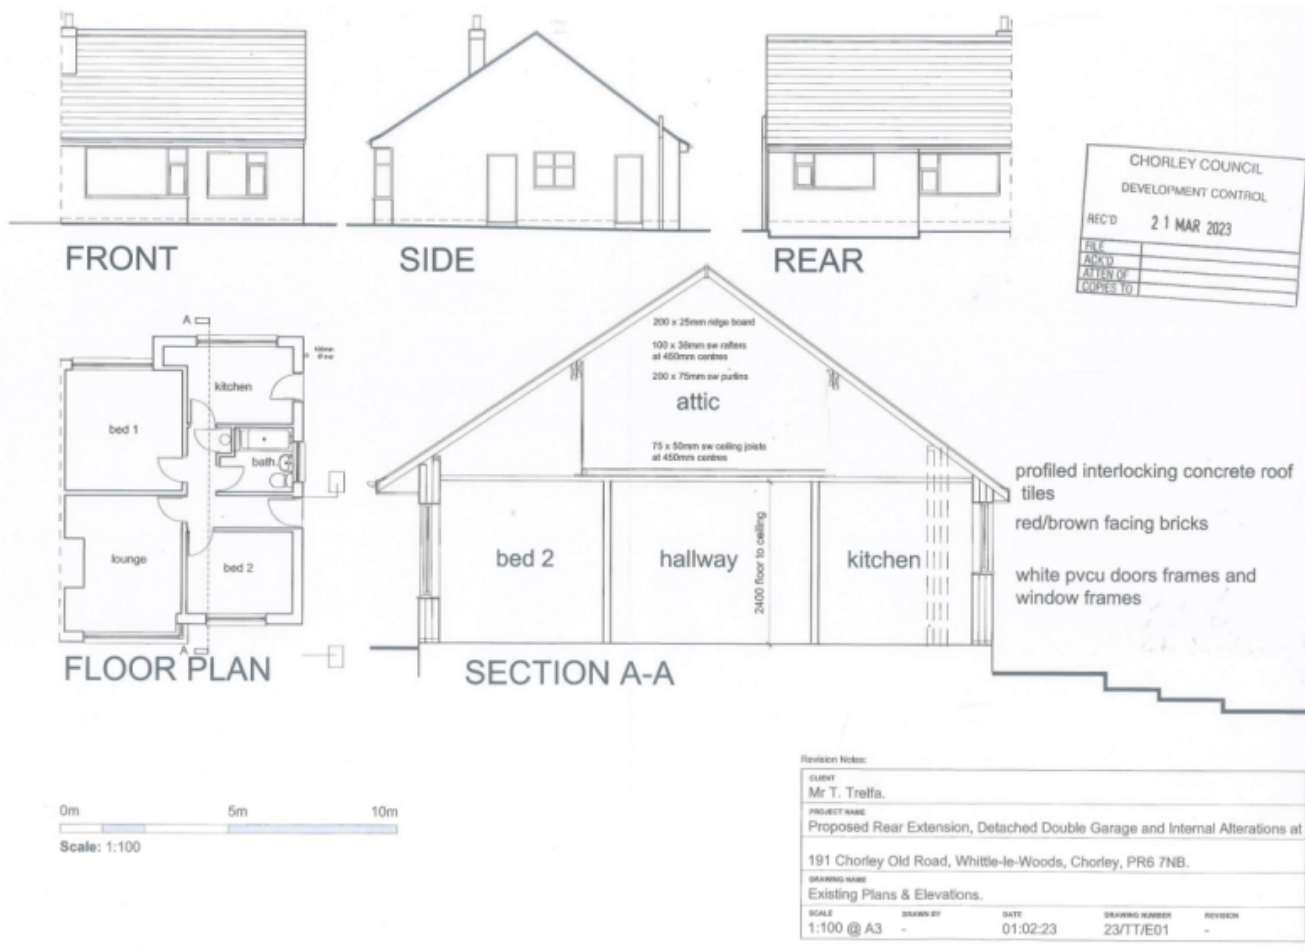 FRONT
SIDE
REAR
CHORLEY COUNCIL
DEVELOPMENT CONTROL
REC'D 21 MAR 2023
FILE
ACK'D
ATTEN OF
COPIES TO
A
kitchen
bed 1
bath.
lounge
bed 2
A
FLOOR PLAN
200 x 25mm ridge board
100 x 38mm sw rafters
at 450mm centres
200 x 75mm sw purlins
attic
75 x 50mm sw ceiling joists
at 450mm centres
bed 2
hallway
2400 floor to ceiling
kitchen
SECTION A-A
profiled interlocking concrete roof
tiles
red/brown facing bricks
white pvcu doors frames and
window frames
0m 5m 10m
Scale: 1:100
Revision Notes:
CLIENT
Mr T. Trelfa.
PROJECT NAME
Proposed Rear Extension, Detached Double Garage and Internal Alterations at
191 Chorley Old Road, Whittle-le-Woods, Chorley, PR6 7NB.
DRAWING NAME
Existing Plans & Elevations.
SCALE DRAWN BY DATE DRAWING NUMBER REVISION
1:100 @ A3 - 01:02:23 23/TT/E01 -